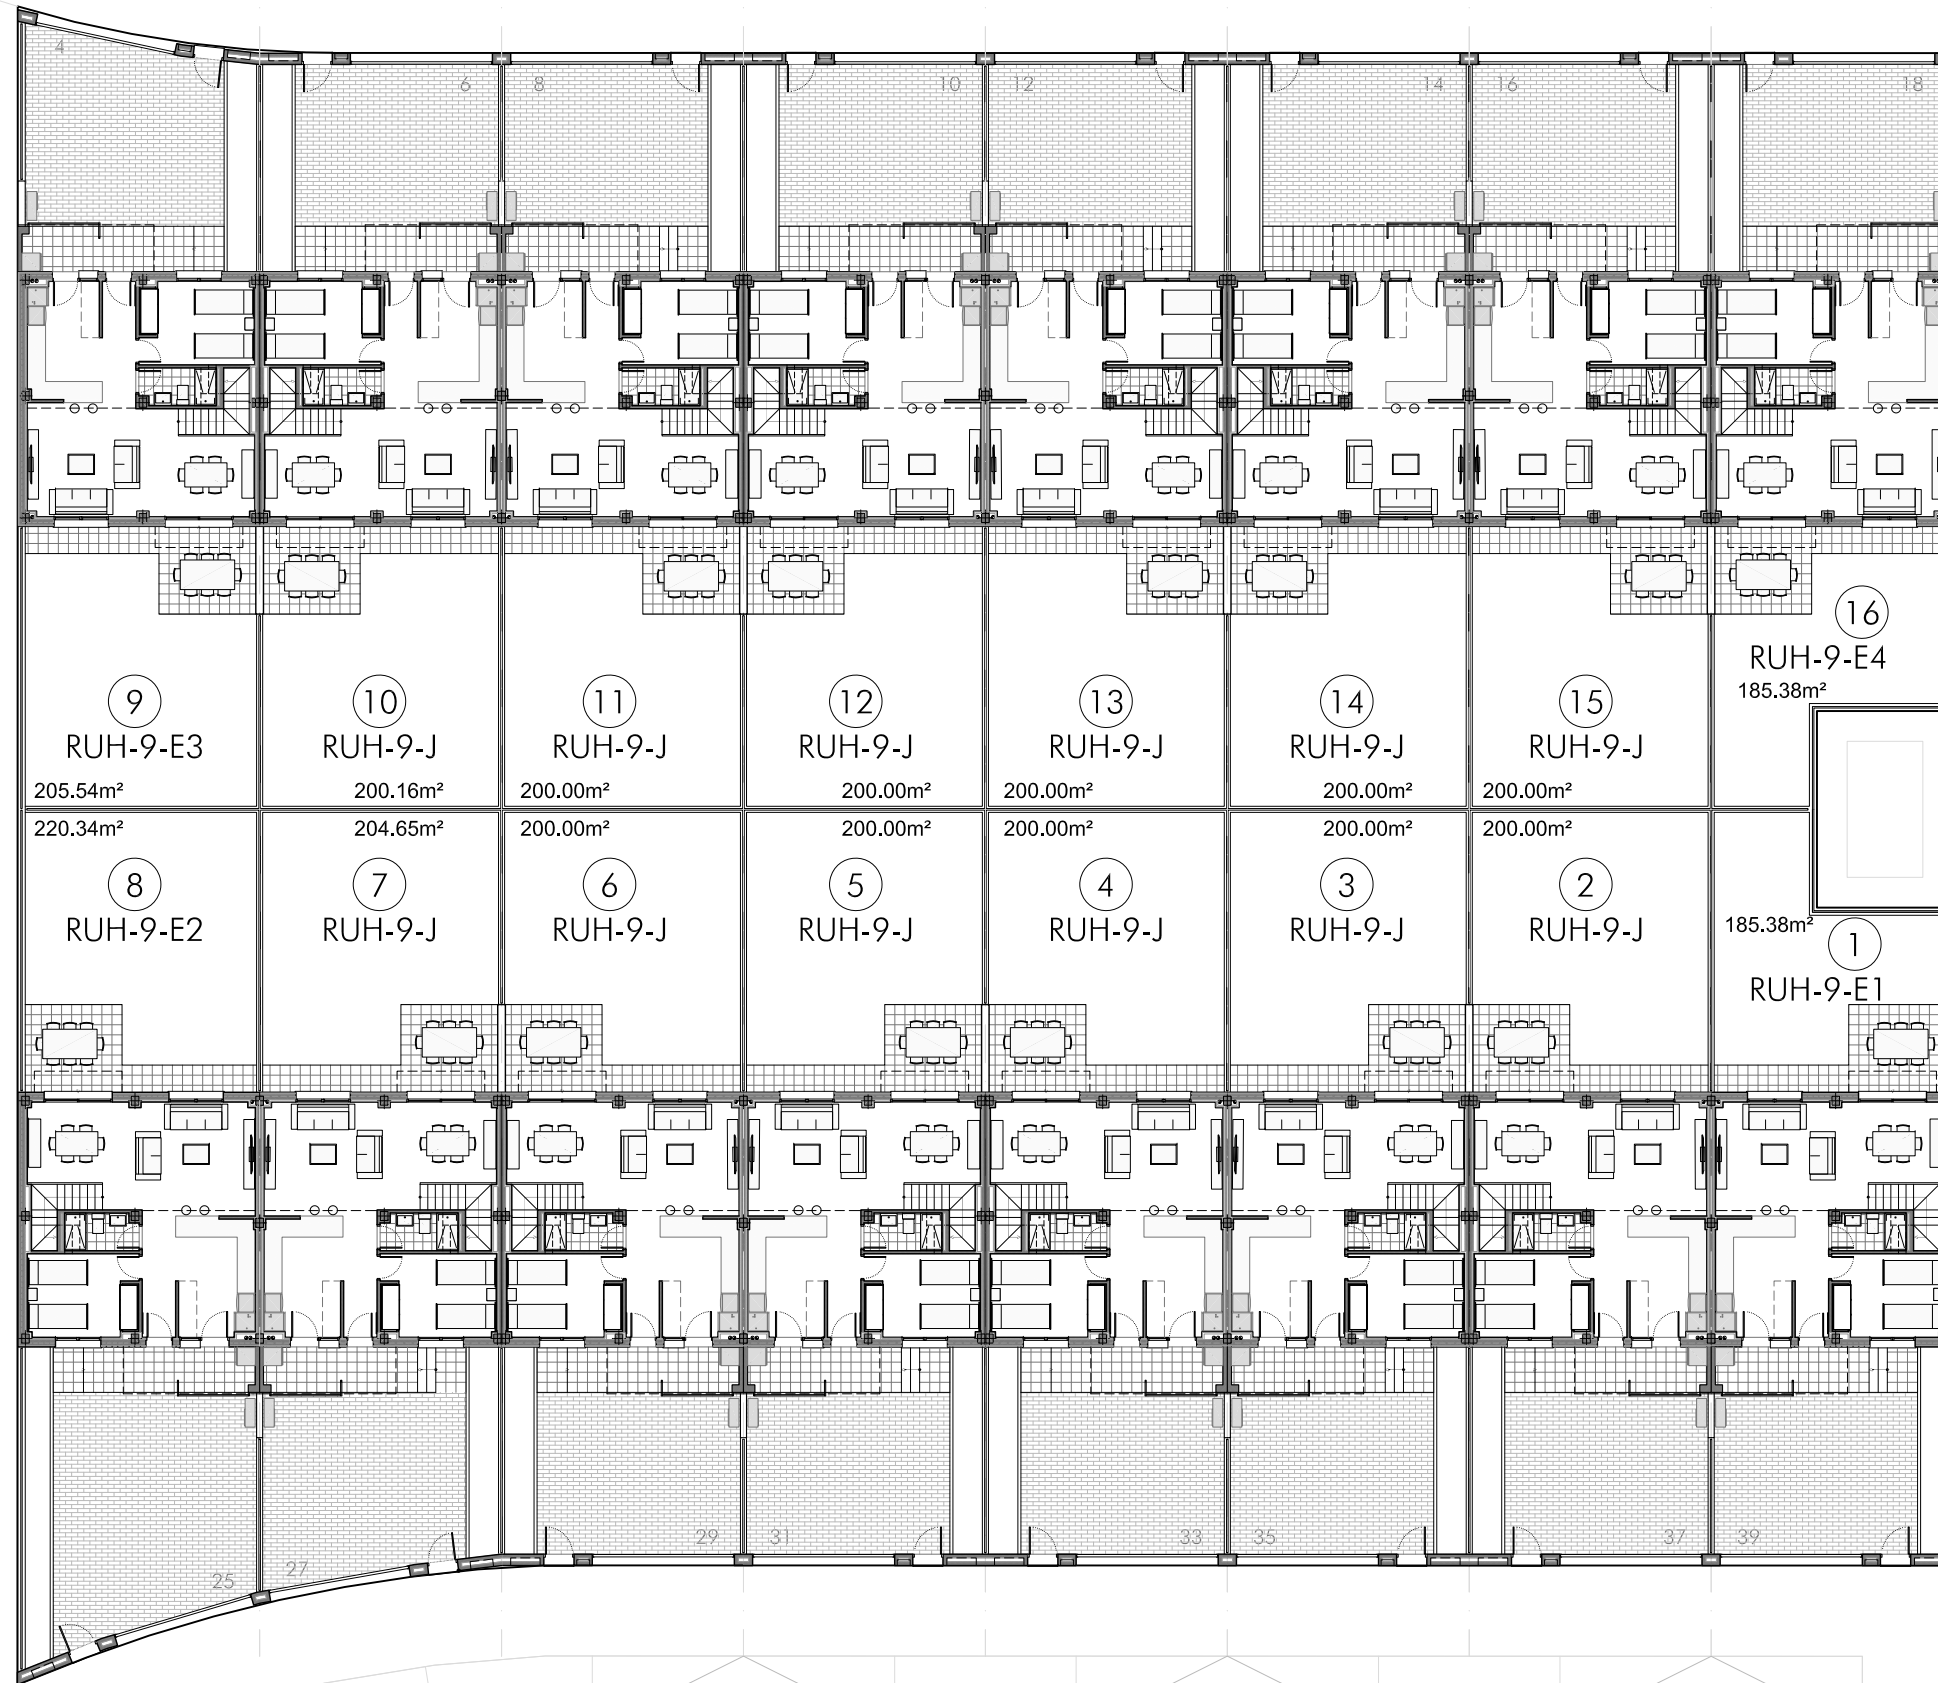 4
6
8
10
12
14
16
18
16
RUH-9-E4
185.38m²
9
RUH-9-E3
205.54m²
10
RUH-9-J
200.16m²
11
RUH-9-J
200.00m²
12
RUH-9-J
200.00m²
13
RUH-9-J
200.00m²
14
RUH-9-J
200.00m²
15
RUH-9-J
200.00m²
220.34m²
8
RUH-9-E2
204.65m²
7
RUH-9-J
200.00m²
6
RUH-9-J
200.00m²
5
RUH-9-J
200.00m²
4
RUH-9-J
200.00m²
3
RUH-9-J
200.00m²
2
RUH-9-J
185.38m²
1
RUH-9-E1
25
27
29
31
33
35
37
39